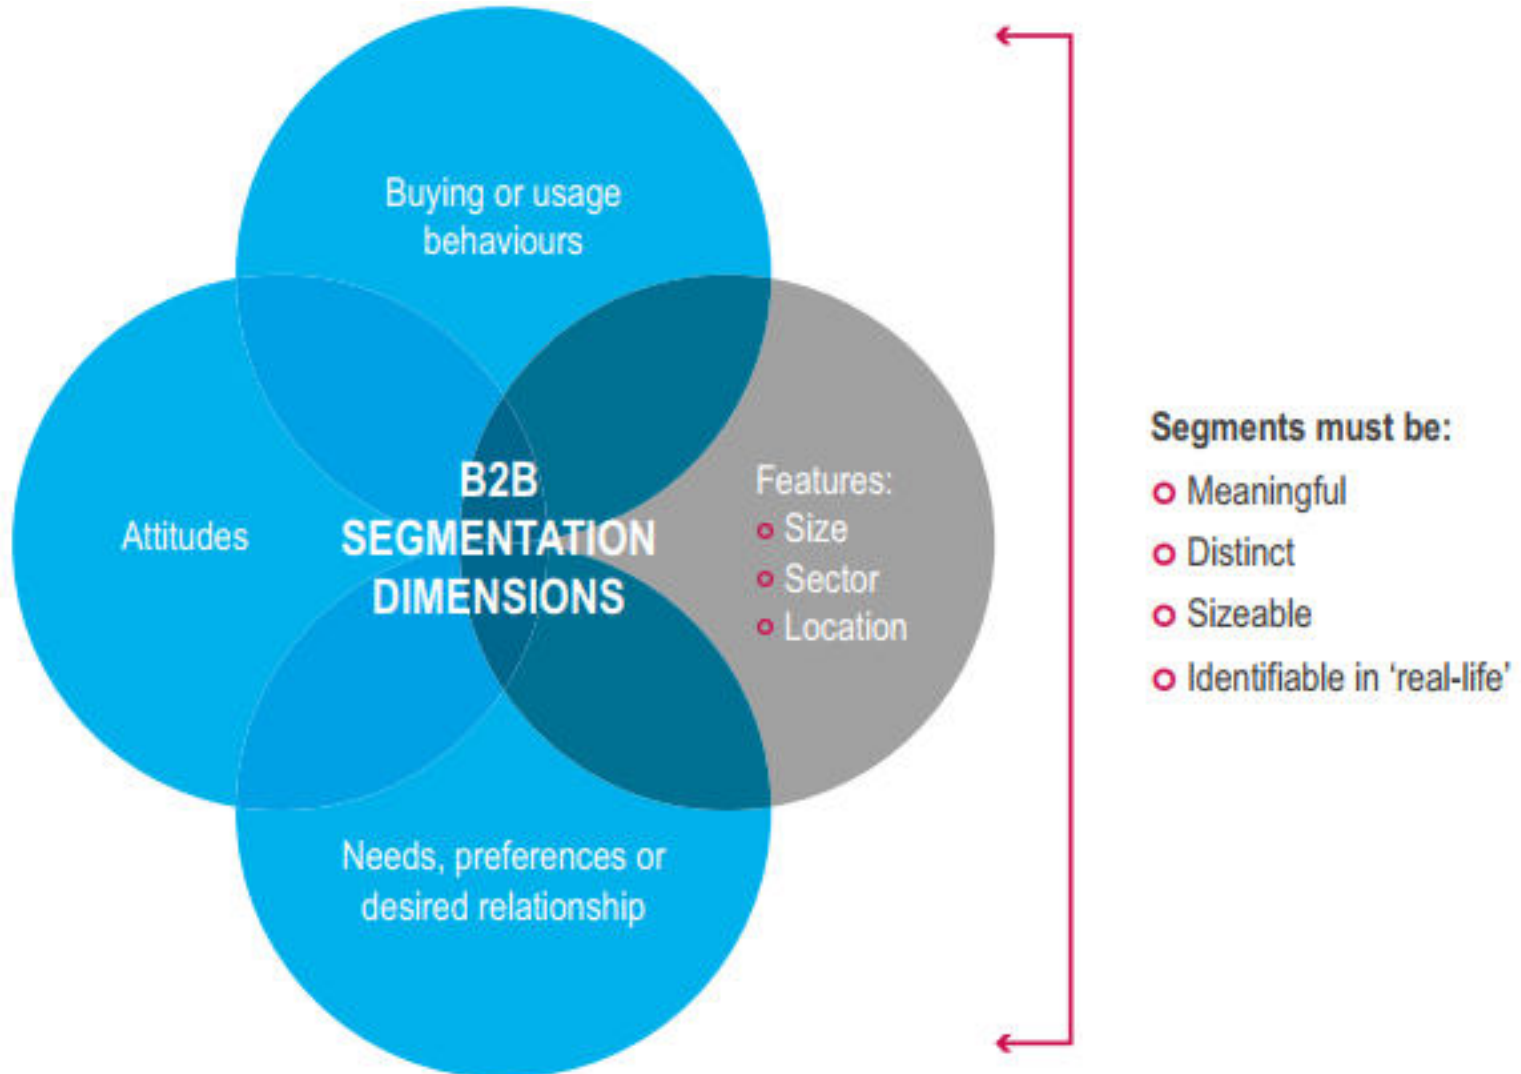 Buying or usage
behaviours
Attitudes
B2B
SEGMENTATION
DIMENSIONS
Features:
Size
Sector
Location
Needs, preferences or
desired relationship
Segments must be:
Meaningful
Distinct
Sizeable
Identifiable in ‘real-life’